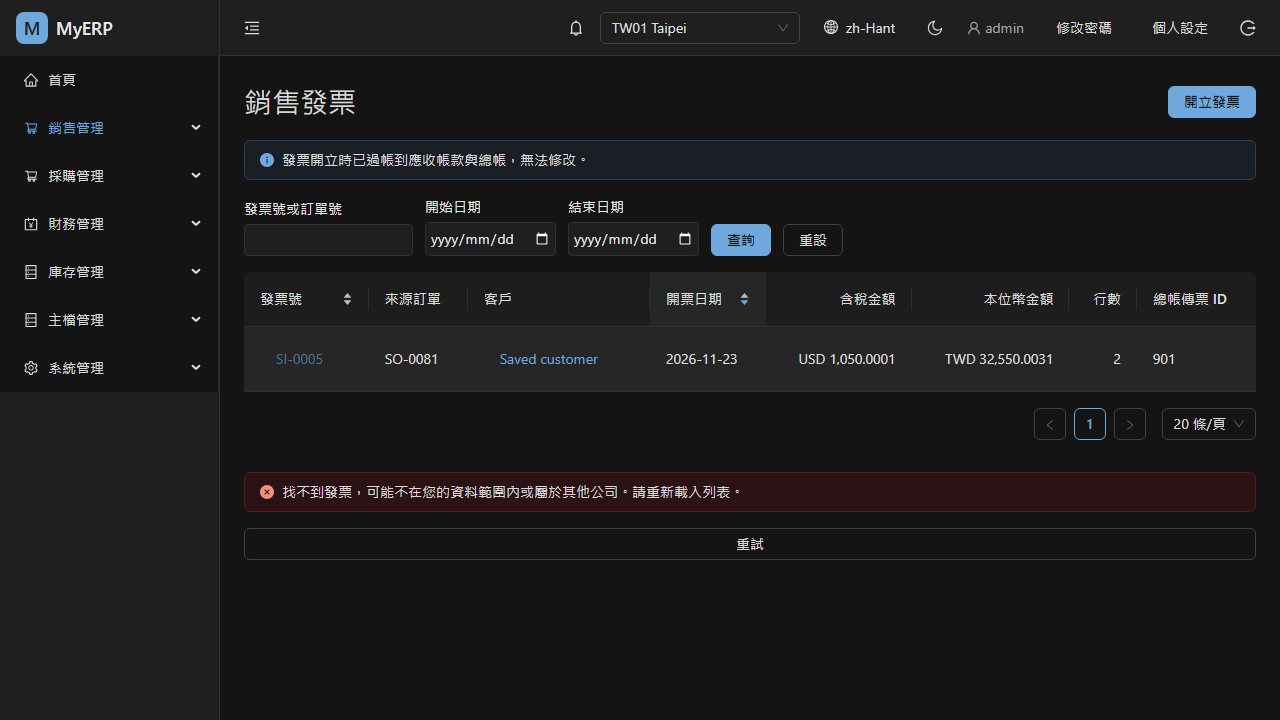 M MyERP
TW01 Taipei
zh-Hant
admin
修改密碼
個人設定
首頁
銷售管理
採購管理
財務管理
庫存管理
主檔管理
系統管理
銷售發票
開立發票
發票開立時已過帳到應收帳款與總帳，無法修改。
發票號或訂單號
開始日期
結束日期
yyyy/mm/dd
yyyy/mm/dd
查詢
重設
發票號 來源訂單 客戶 開票日期 含稅金額 本位幣金額 行數 總帳傳票 ID
SI-0005 SO-0081 Saved customer 2026-11-23 USD 1,050.0001 TWD 32,550.0031 2 901
1
20 條/頁
找不到發票，可能不在您的資料範圍內或屬於其他公司。請重新載入列表。
重試